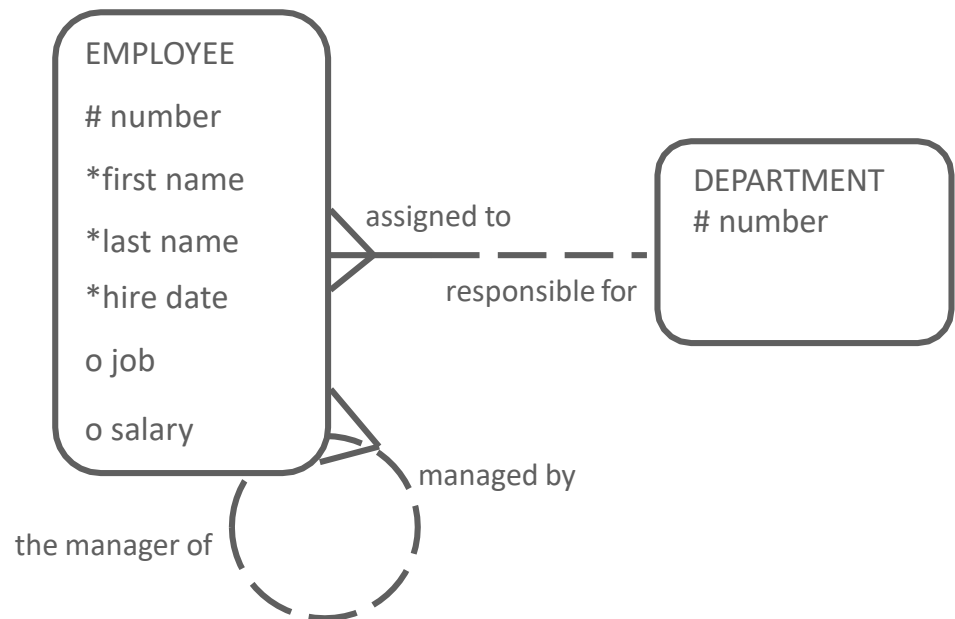 EMPLOYEE
# number
*first name
*last name
*hire date
o job
o salary
assigned to
responsible for
DEPARTMENT
# number
managed by
the manager of